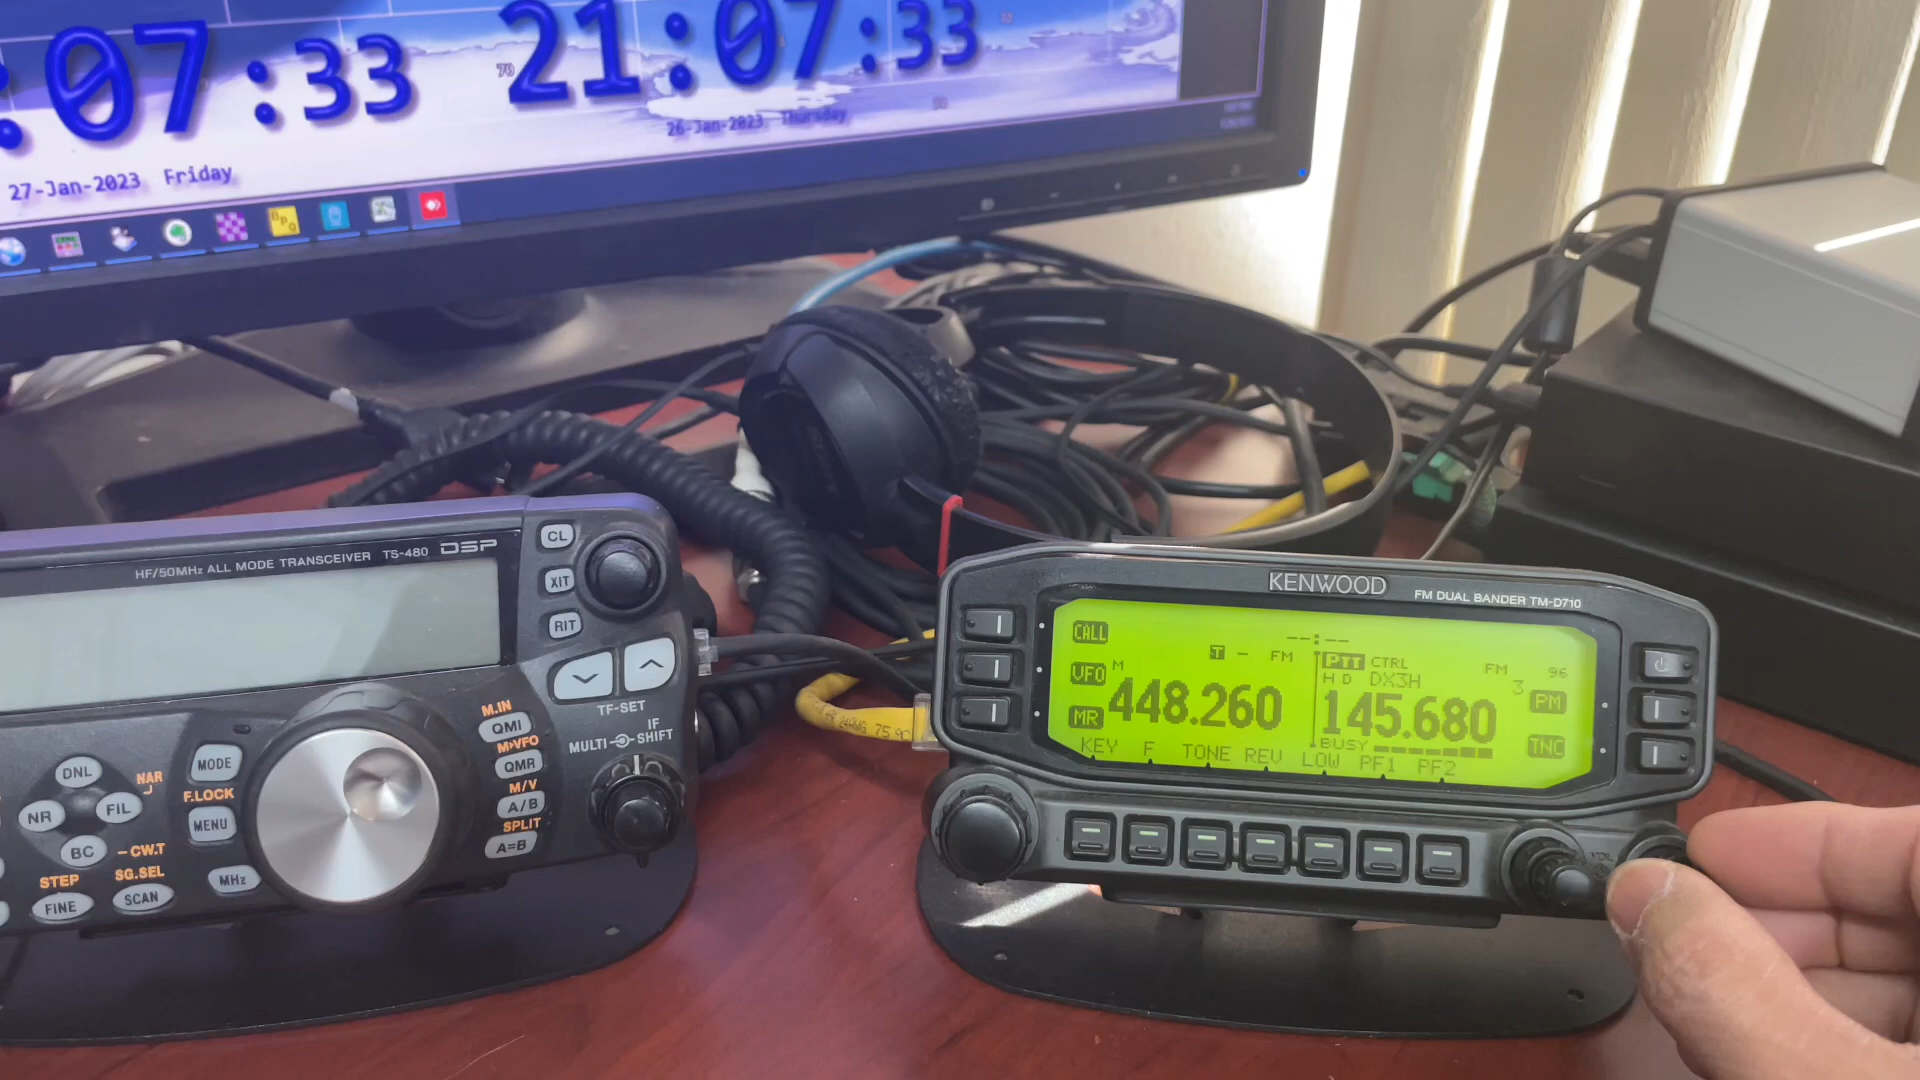 :07:33
21:07:33
70
27-Jan-2023 Friday
26-Jan-2023 Thursday
BPQ
HF/50MHz ALL MODE TRANSCEIVER TS-480 DSP
CL
XIT
RIT
TF-SET
M.IN
QMI
M▶VFO
QMR
M/V
A/B
SPLIT
A=B
IF
MULTI SHIFT
DNL
NAR
NR
FIL
BC
MODE
F.LOCK
MENU
-CW.T
SG.SEL
STEP
FINE
SCAN
MHz
KENWOOD
FM DUAL BANDER TM-D710
CALL
VFO
MR
--:--
T - FM
PTT CTRL
FM 96
M
H D DX3H
3
PM
448.260
145.680
TNC
BUSY
KEY F TONE REV LOW PF1 PF2